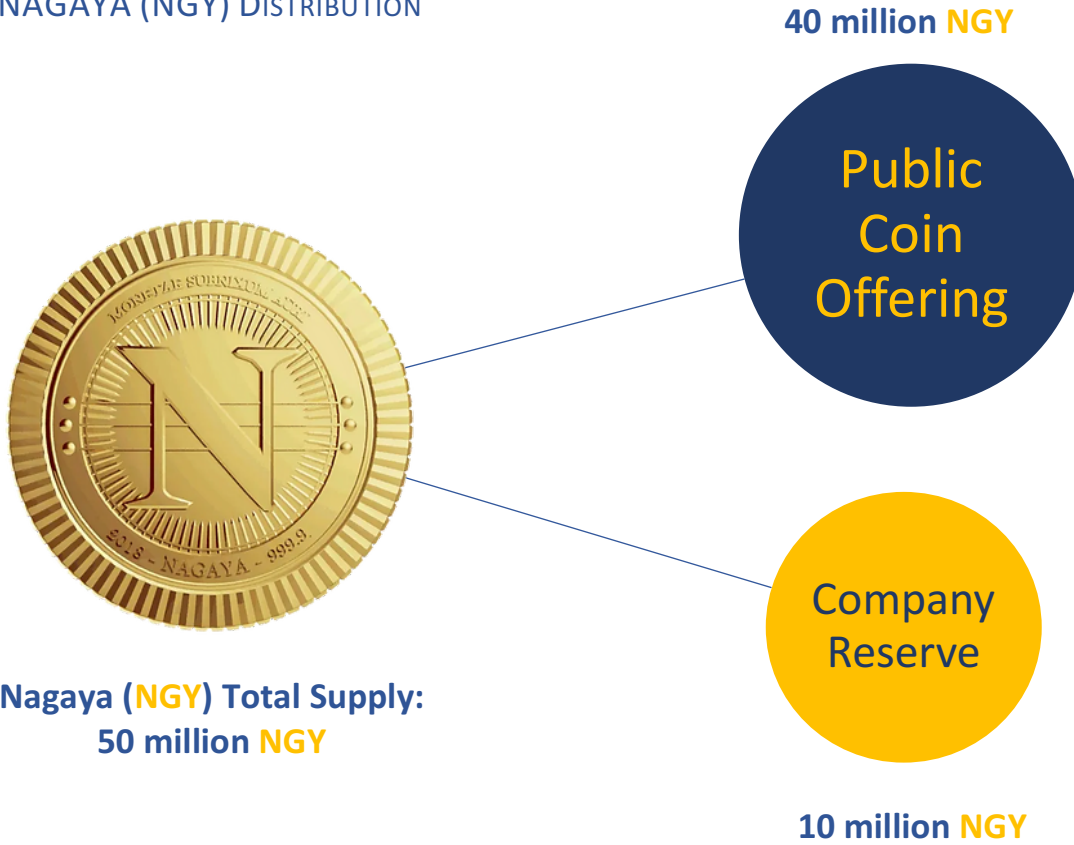 NAGAYA (NGY) DISTRIBUTION
40 million NGY
Public
Coin
Offering
2018 - NAGAYA - 999.9
Nagaya (NGY) Total Supply:
50 million NGY
Company
Reserve
10 million NGY